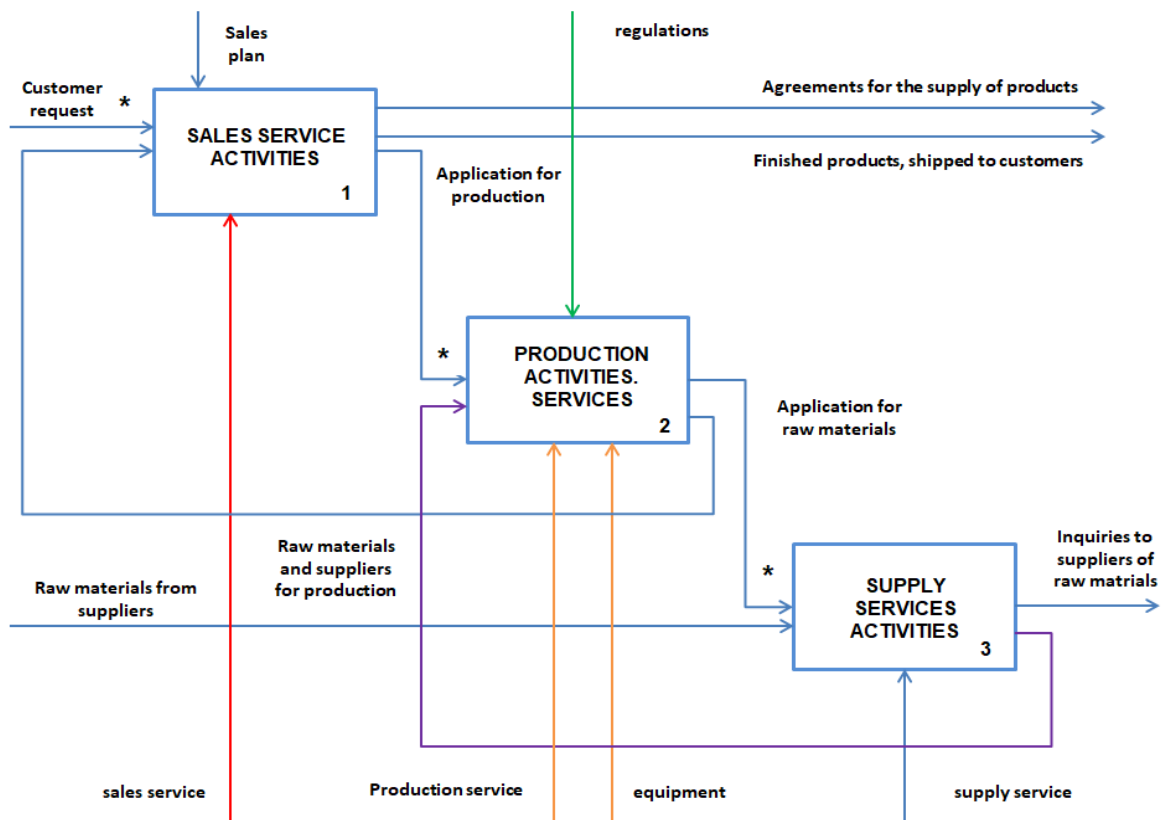 Sales
plan
regulations
Customer
request
*
Agreements for the supply of products
SALES SERVICE
ACTIVITIES
1
Finished products, shipped to customers
Application for
production
*
PRODUCTION
ACTIVITIES.
SERVICES
2
Application for
raw materials
Raw materials
and suppliers
for production
Raw materials from
suppliers
*
SUPPLY
SERVICES
ACTIVITIES
3
Inquiries to
suppliers of
raw matrials
sales service
Production service
equipment
supply service